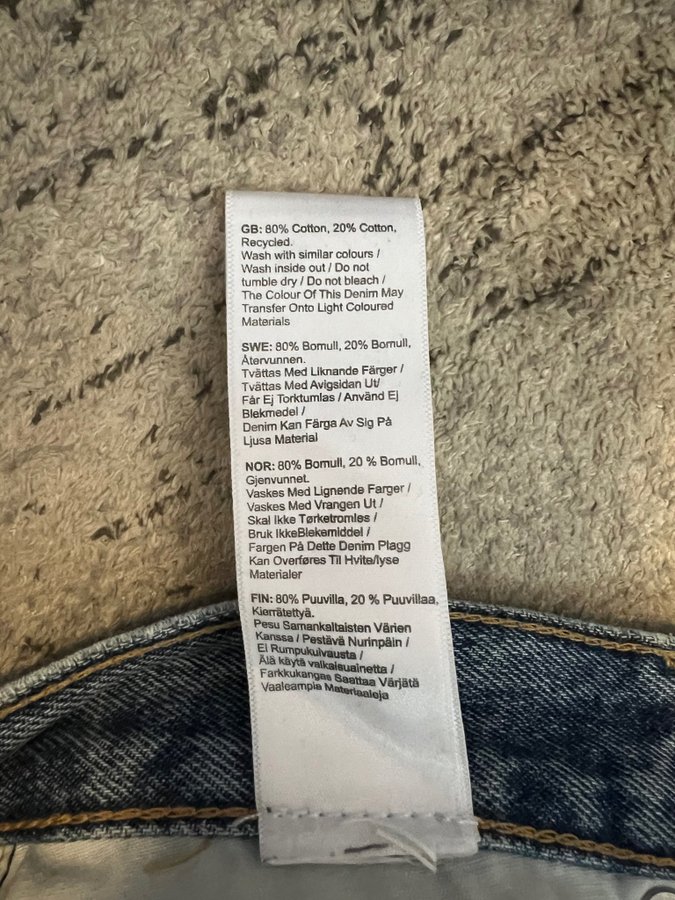 GB: 80% Cotton, 20% Cotton,
Recycled.
Wash with similar colours /
Wash inside out / Do not
tumble dry / Do not bleach /
The Colour Of This Denim May
Transfer Onto Light Coloured
Materials
SWE: 80% Bomull, 20% Bomull,
Återvunnen.
Tvättas Med Liknande Färger /
Tvättas Med Avigsidan Ut/
Får Ej Torktumlas / Använd Ej
Blekmedel /
Denim Kan Färga Av Sig På
Ljusa Material
NOR: 80% Bomull, 20 % Bomull,
Gjenvunnet.
Vaskes Med Lignende Farger /
Vaskes Med Vrangen Ut /
Skal Ikke Tørketromles /
Bruk IkkeBlekemiddel /
Fargen På Dette Denim Plagg
Kan Overføres Til Hvite/lyse
Materialer
FIN: 80% Puuvilla, 20 % Puuvillaa,
Kierrätettyä.
Pesu Samankaltaisten Värien
Kanssa / Pestävä Nurinpäin /
Ei Rumpukuivausta /
Älä käytä valkaisuainetta /
Farkkukangas Saattaa Värjätä
Vaaleampia Materiaaleja